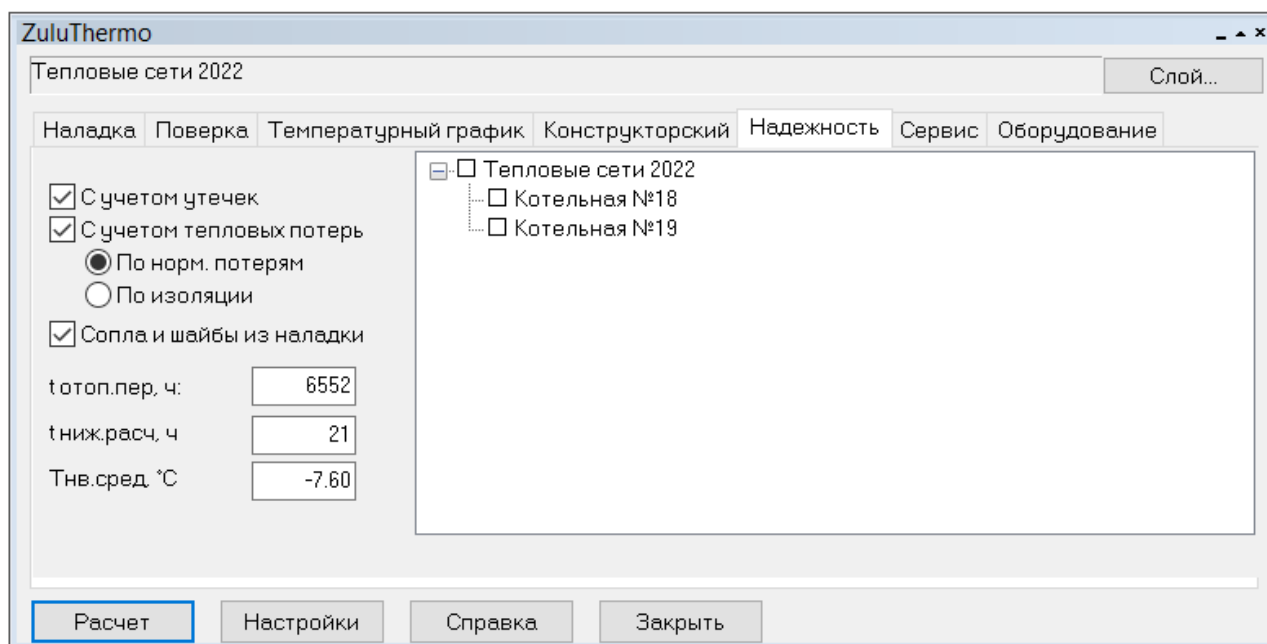 ZuluThermo
Тепловые сети 2022
Слой...
Наладка Поверка Температурный график Конструкторский Надежность Сервис Оборудование
С учетом утечек
С учетом тепловых потерь
По норм. потерям
По изоляции
Сопла и шайбы из наладки
t отоп.пер, ч: 6552
t ниж.расч, ч 21
Тнв.сред, °С -7.60
Тепловые сети 2022
Котельная №18
Котельная №19
Расчет Настройки Справка Закрыть